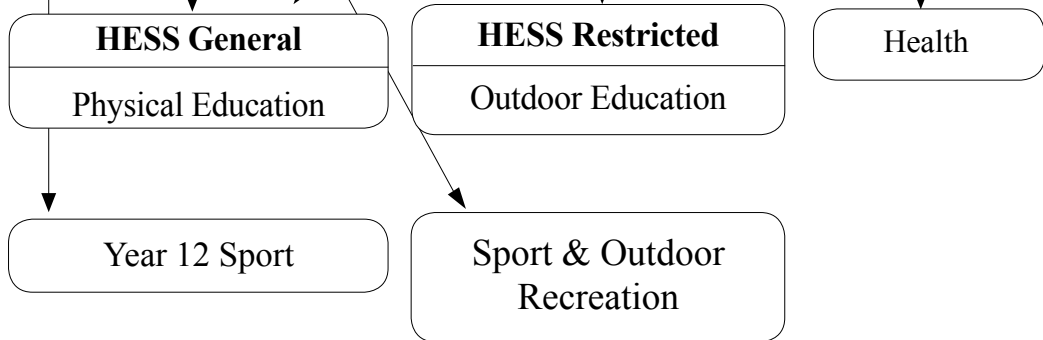 HESS General
Physical Education
HESS Restricted
Outdoor Education
Health
Year 12 Sport
Sport & Outdoor
Recreation